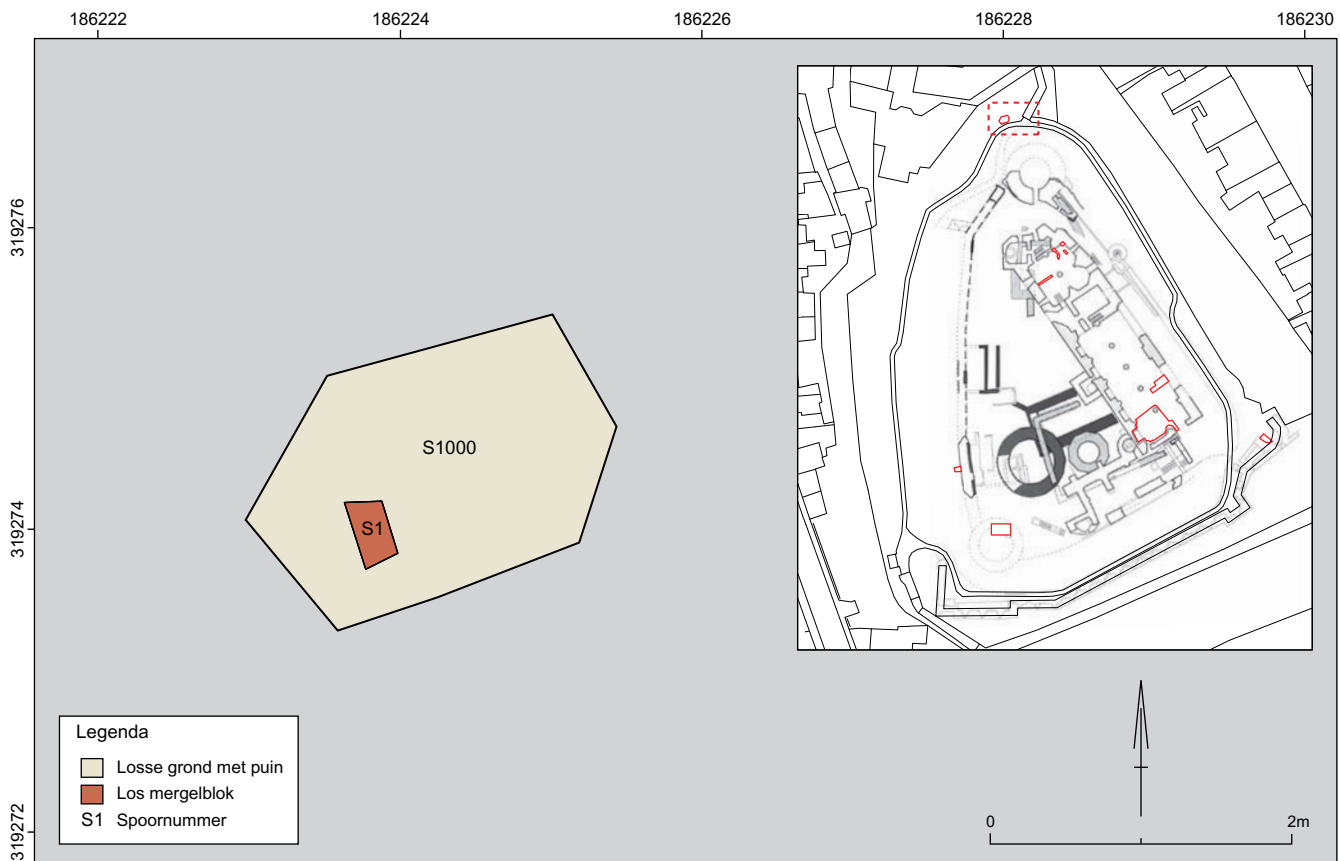 186222 186224 186226 186228 186230
319276
319274
319272
S1000
S1
Legenda
Losse grond met puin
Los mergelblok
S1 Spoornummer
0 2m